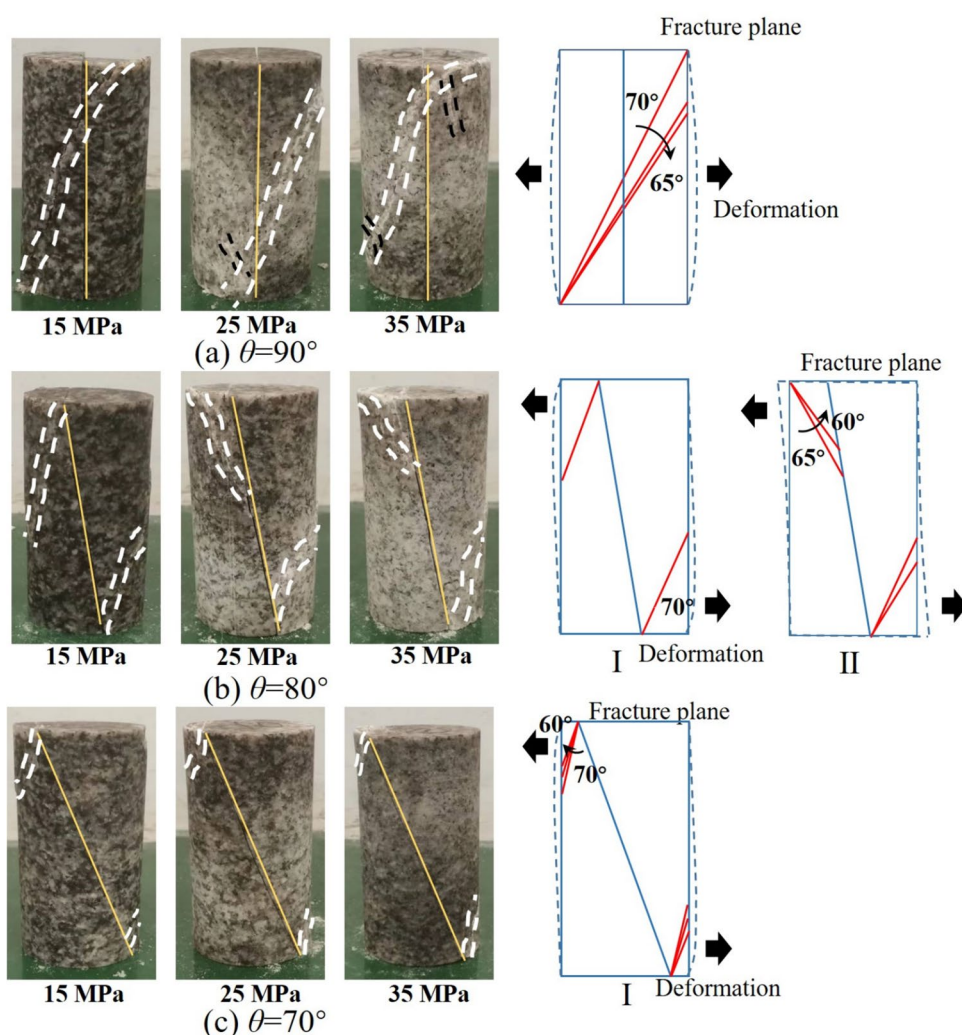 Fracture plane
70°
65°
Deformation
15 MPa
25 MPa
35 MPa
(a) θ=90°
Fracture plane
60°
65°
70°
15 MPa
25 MPa
35 MPa
I
Deformation
II
(b) θ=80°
Fracture plane
60°
70°
15 MPa
25 MPa
35 MPa
I
Deformation
(c) θ=70°